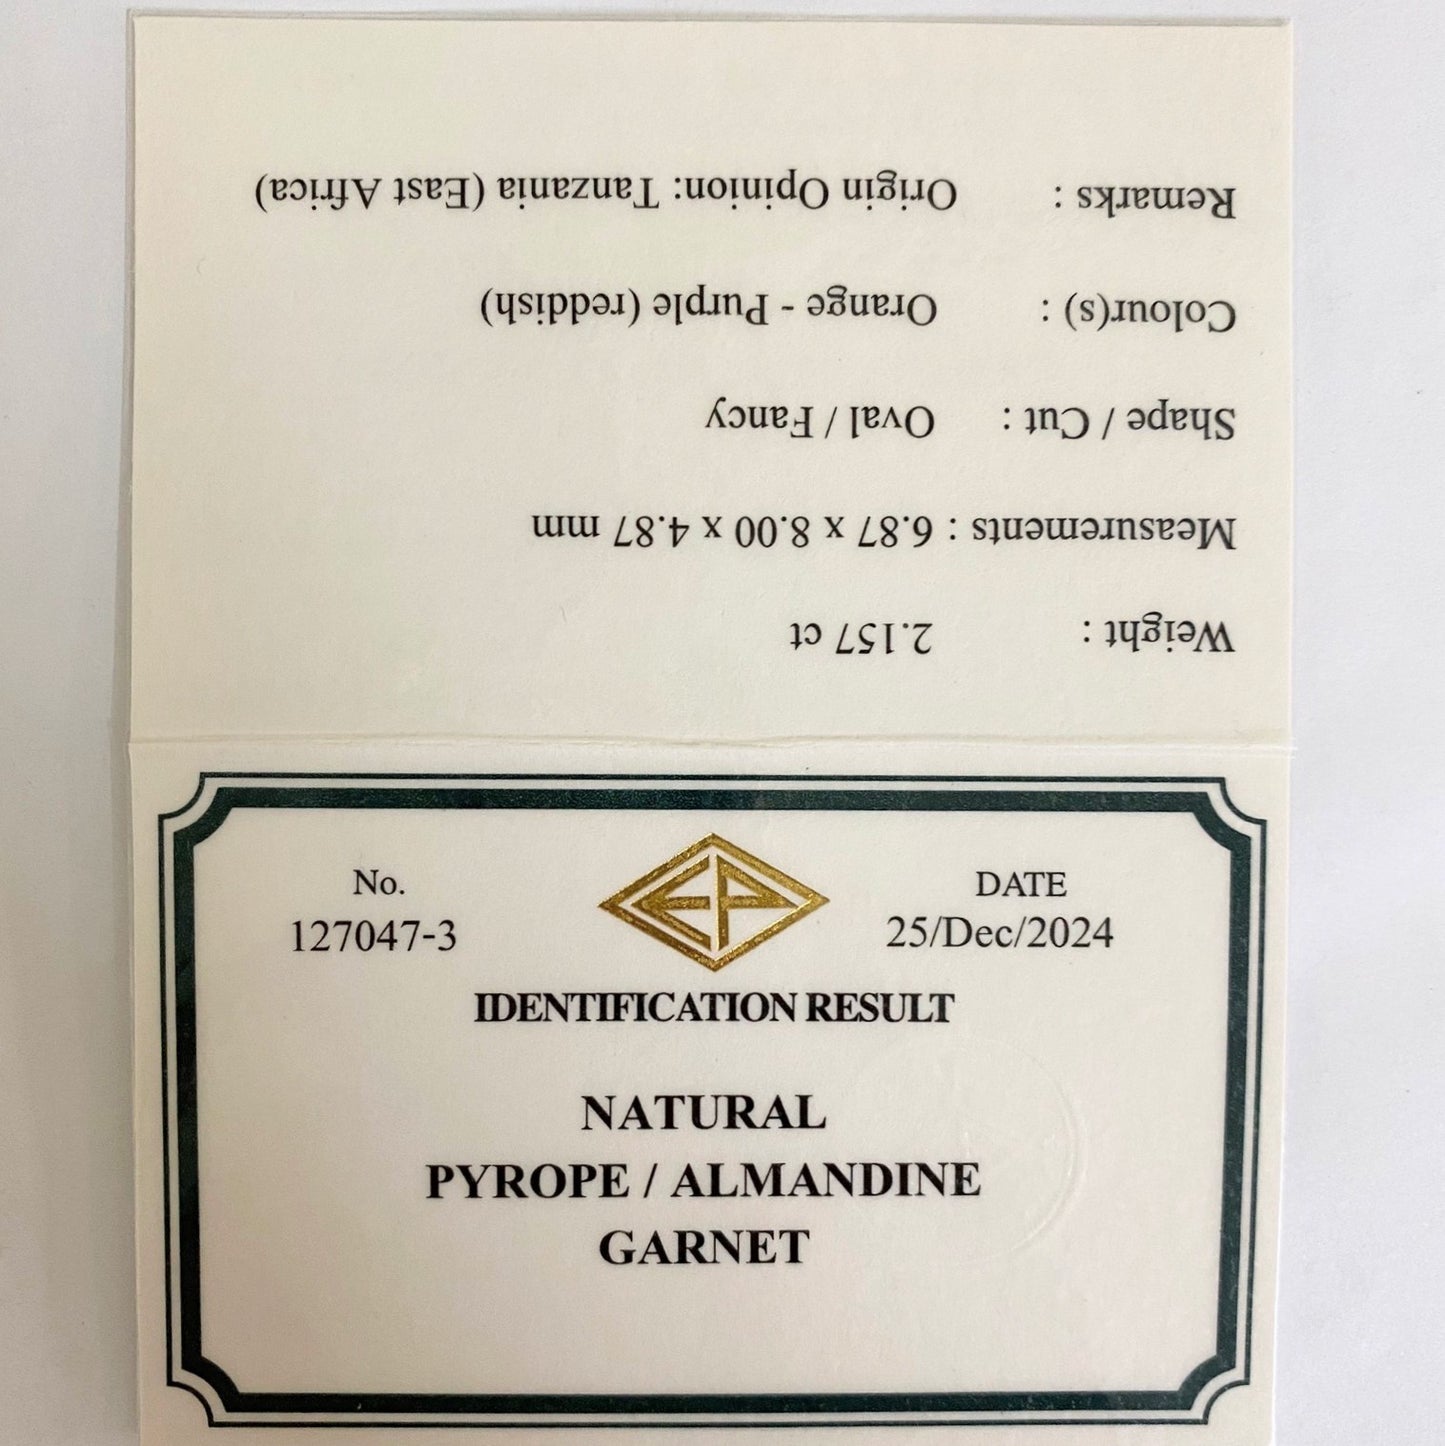 No.
127047-3
EP
DATE
25/Dec/2024
IDENTIFICATION RESULT
NATURAL
PYROPE / ALMANDINE
GARNET
Weight : 2.157 ct
Measurements : 6.87 x 8.00 x 4.87 mm
Shape / Cut : Oval / Fancy
Colour(s) : Orange - Purple (reddish)
Remarks : Origin Opinion: Tanzania (East Africa)